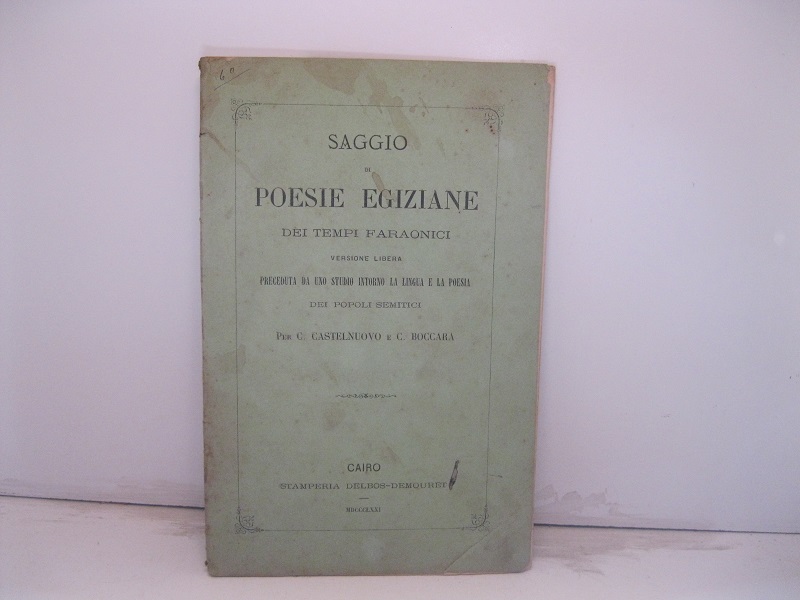 6
SAGGIO
DI
POESIE EGIZIANE
DEI TEMPI FARAONICI
VERSIONE LIBERA
PRECEDUTA DA UNO STUDIO INTORNO LA LINGUA E LA POESIA
DEI POPOLI SEMITICI
PER C. CASTELNUOVO E C. BOCCARA
CAIRO
STAMPERIA DELBOS-DEMOURET